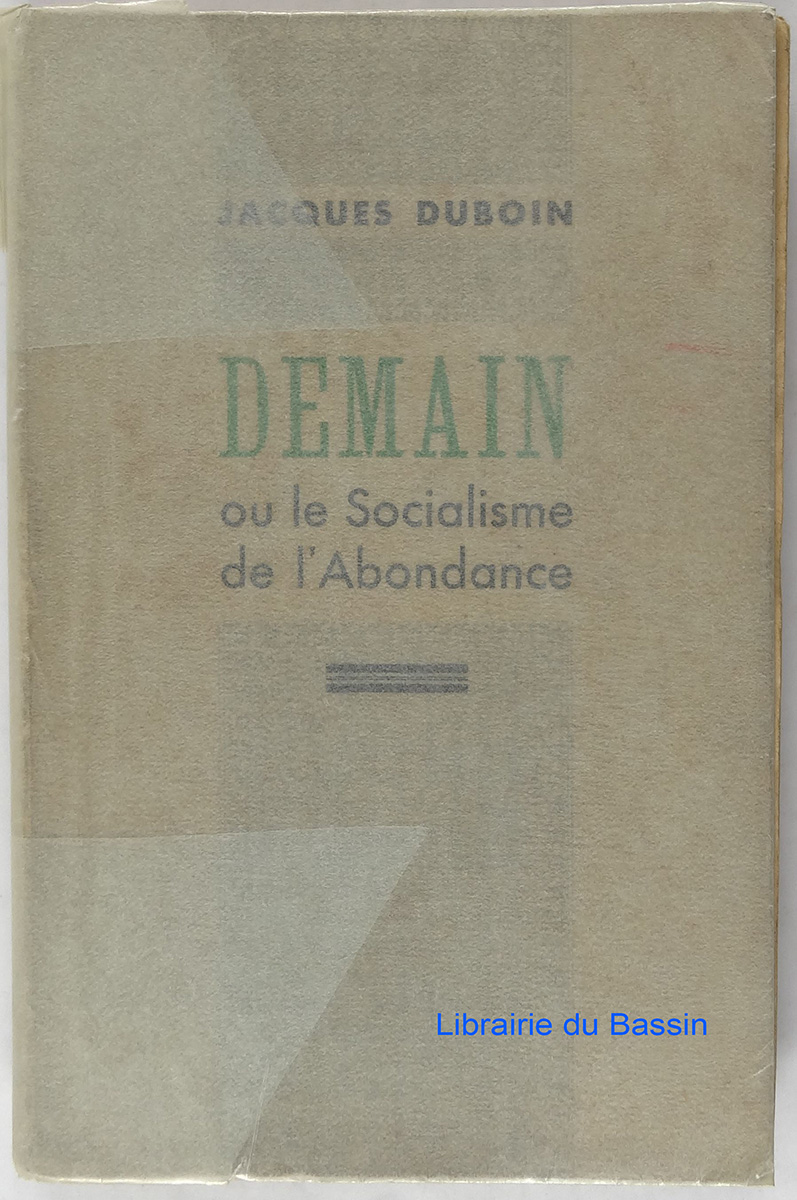 JACQUES DUBOIN
DEMAIN
ou le Socialisme
de l'Abondance
Librairie du Bassin